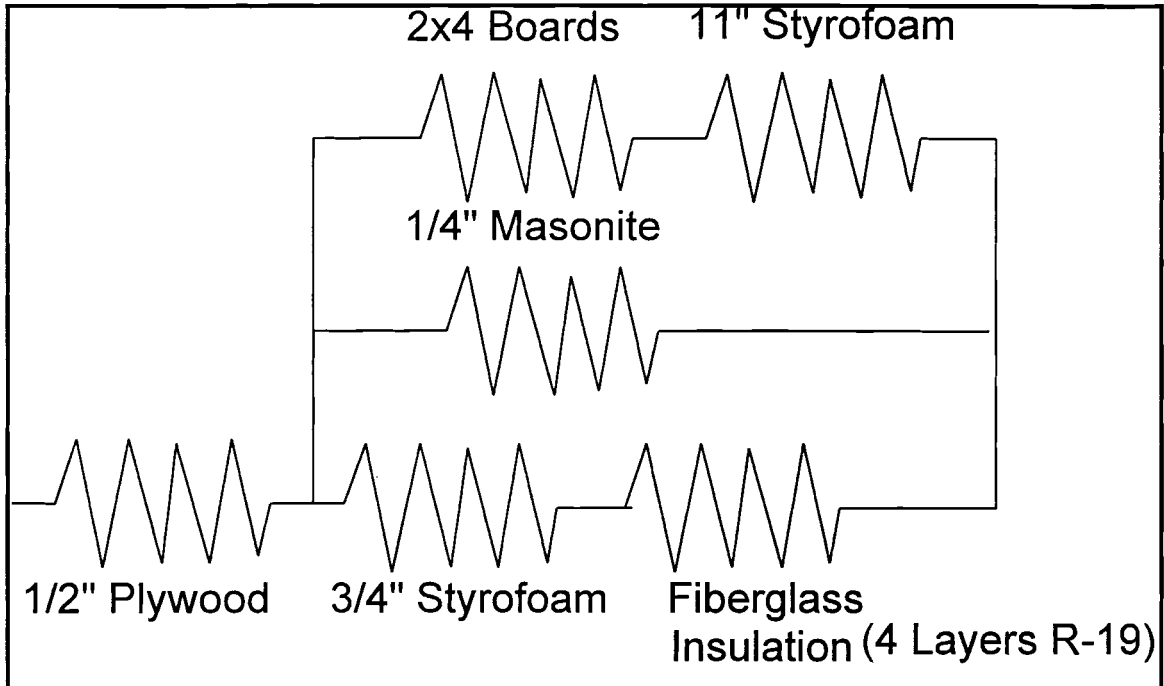 2x4 Boards
11" Styrofoam
1/4" Masonite
1/2" Plywood
3/4" Styrofoam
Fiberglass
Insulation (4 Layers R-19)